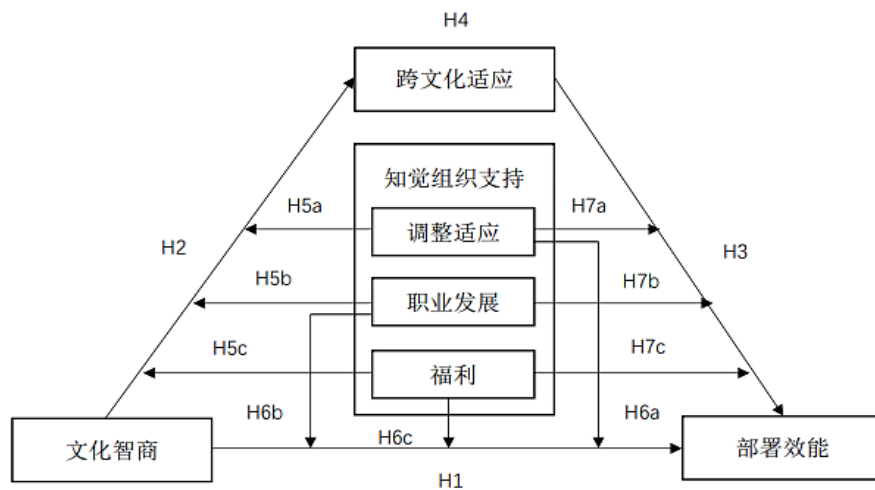 H4
跨文化适应
知觉组织支持
H5a
H7a
调整适应
H2
H3
H5b
H7b
职业发展
H5c
H7c
福利
H6b
H6a
H6c
文化智商
部署效能
H1